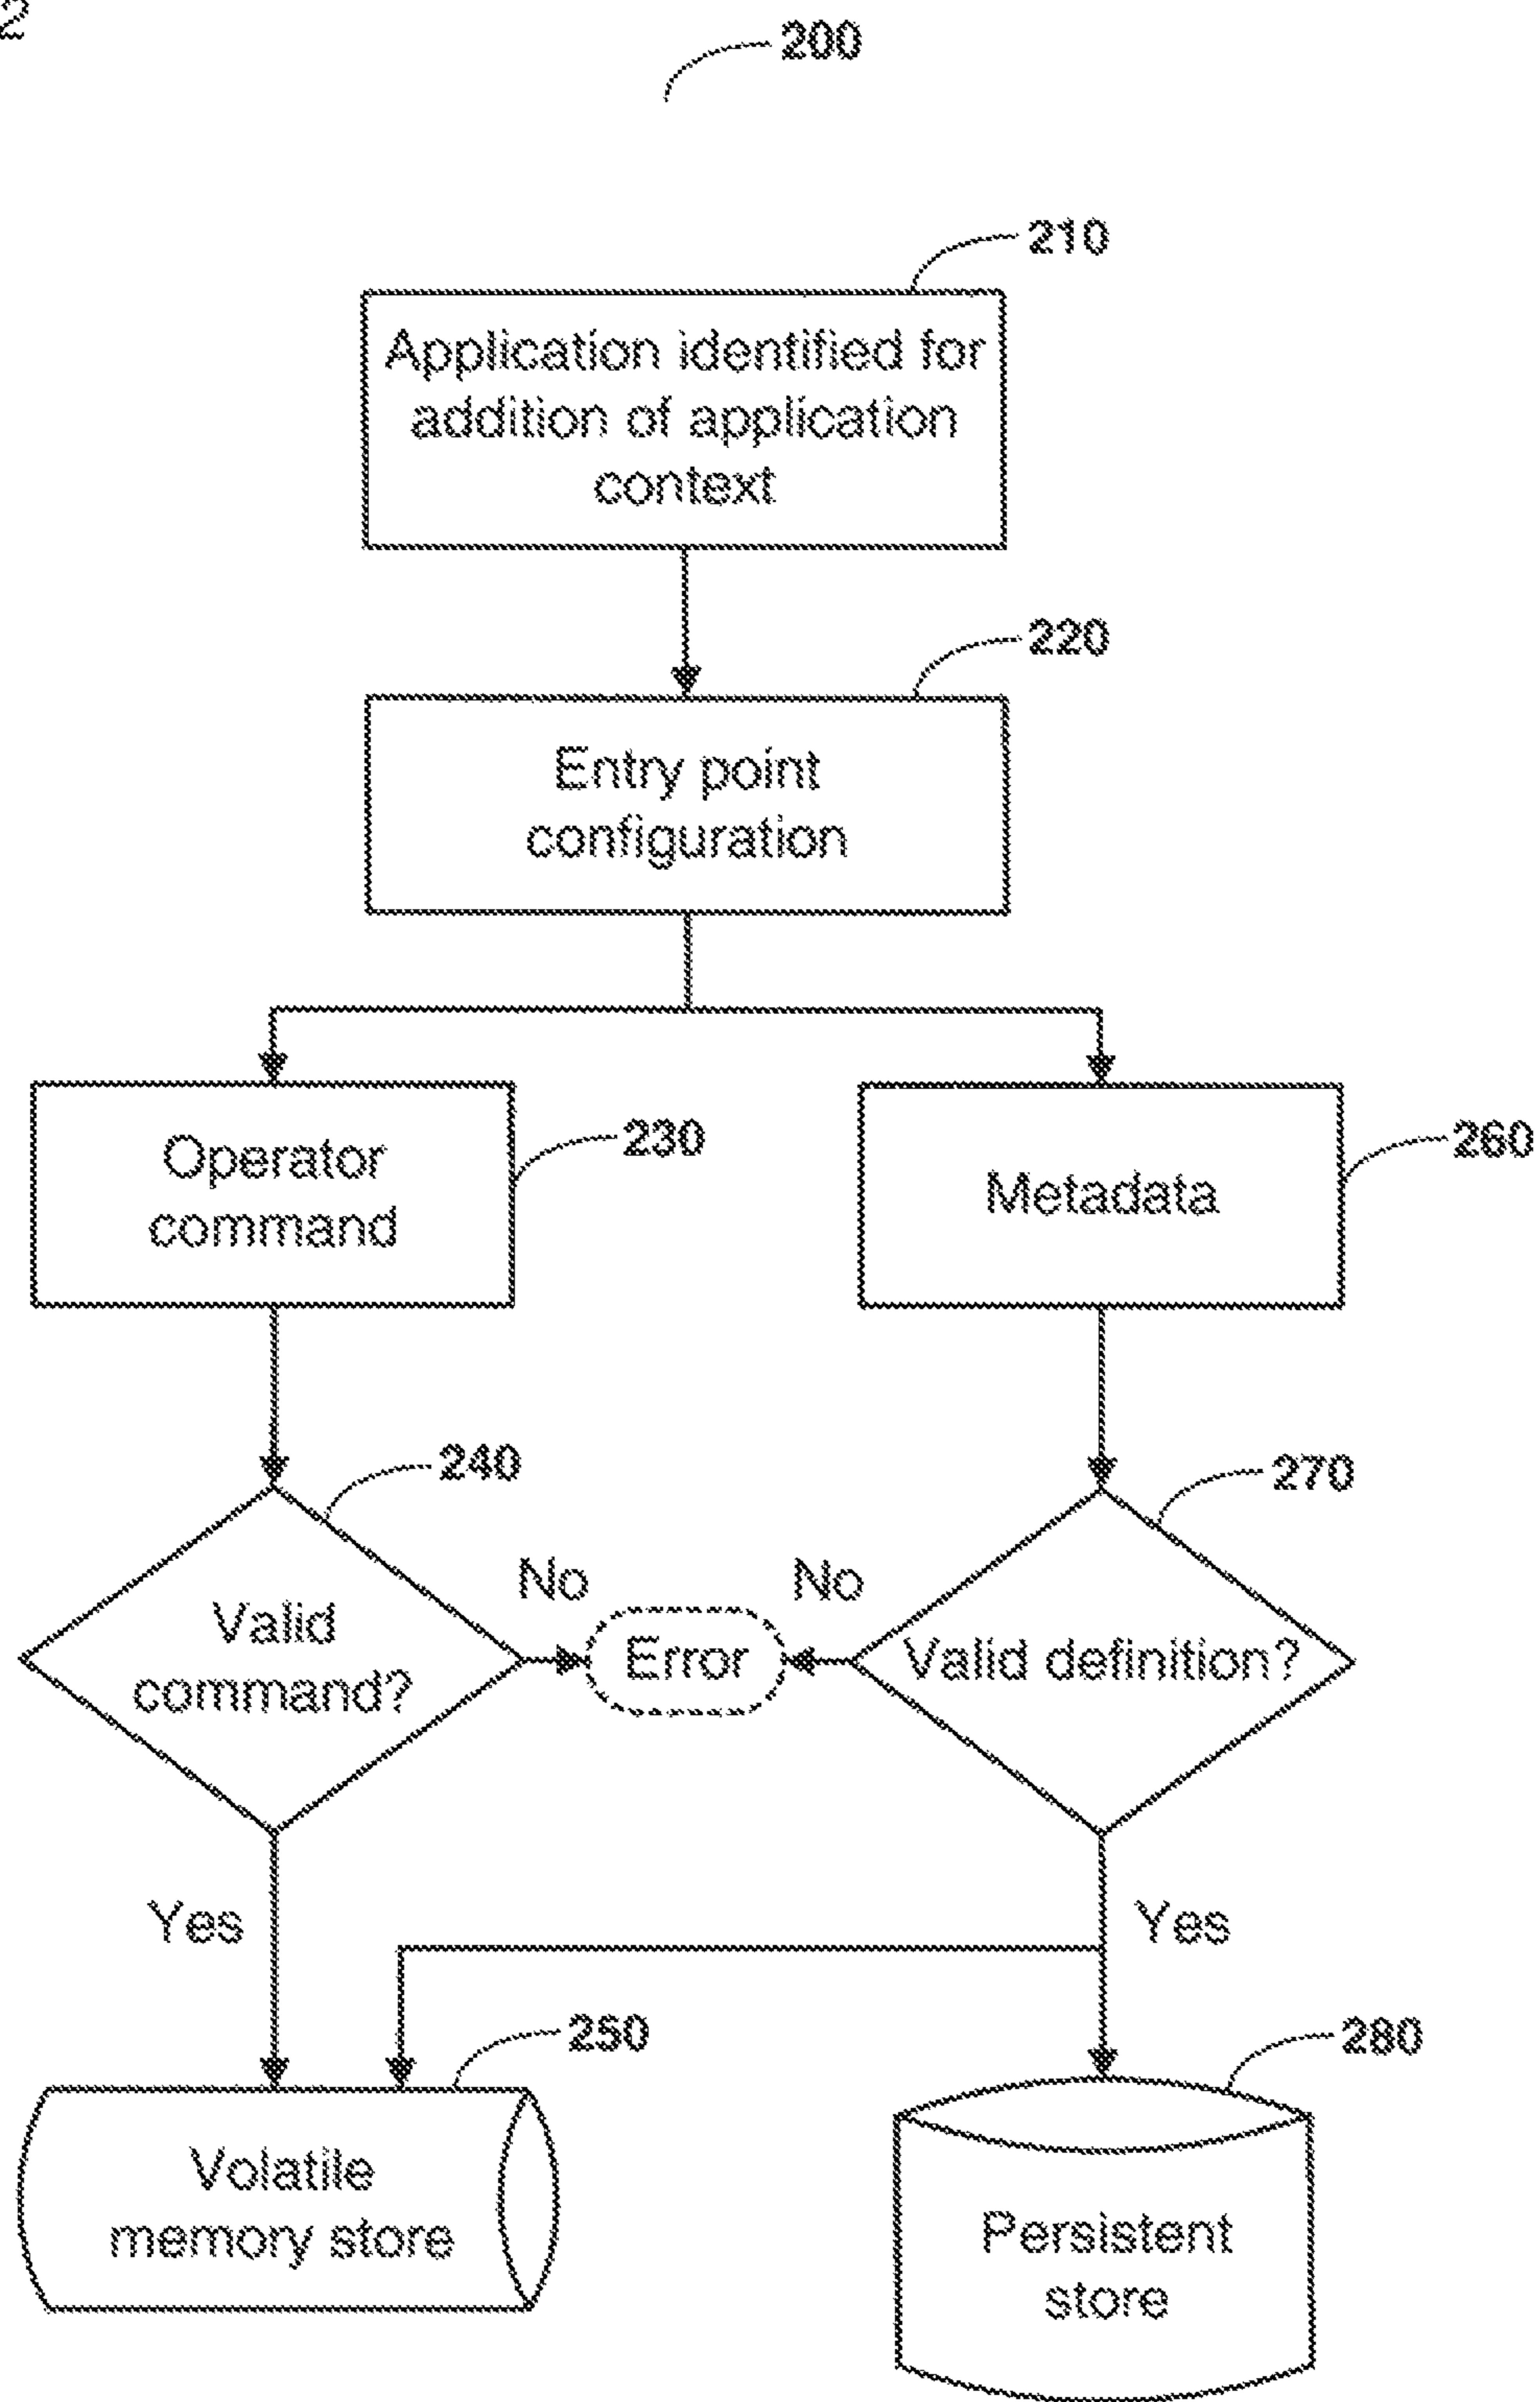 2
200
210
Application identified for
addition of application
context
220
Entry point
configuration
Operator
command
230
Metadata
260
240
270
Valid
command?
No
Error
No
Valid definition?
Yes
Yes
250
280
Volatile
memory store
Persistent
store